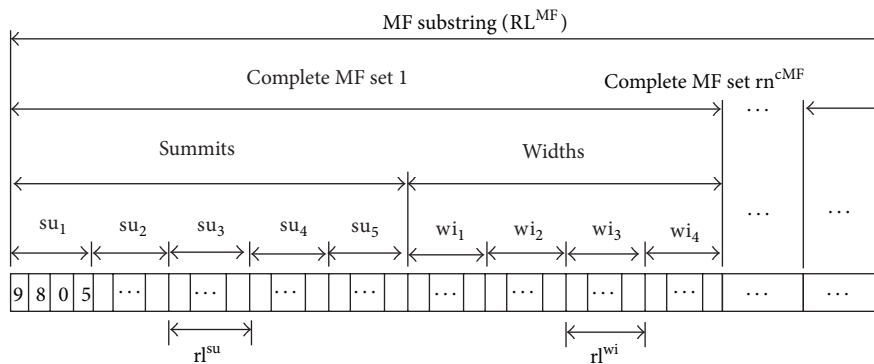 MF substring (RL^MF)
Complete MF set 1
Complete MF set rn^cMF
...
Summits
Widths
su₁ su₂ su₃ su₄ su₅ wi₁ wi₂ wi₃ wi₄
... ...
9 8 0 5 ... ... ... ... ... ... ... ... ... ...
rl^su rl^wi